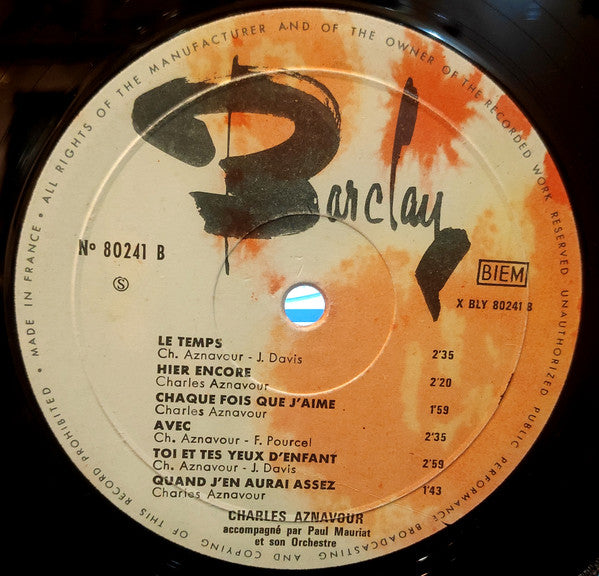 • MADE IN FRANCE • ALL RIGHTS OF THE MANUFACTURER AND OF THE OWNER OF THE RECORDED WORK RESERVED UNAUTHORIZED PUBLIC PERFORMANCE BROADCASTING AND COPYING OF THIS RECORD PROHIBITED
Barclay
Nº 80241 B
Ⓢ
BIEM
X BLY 80241 B
LE TEMPS
Ch. Aznavour - J. Davis 2'35
HIER ENCORE
Charles Aznavour 2'20
CHAQUE FOIS QUE J'AIME
Charles Aznavour 1'59
AVEC
Ch. Aznavour - F. Pourcel 2'35
TOI ET TES YEUX D'ENFANT
Ch. Aznavour - J. Davis 2'59
QUAND J'EN AURAI ASSEZ
Charles Aznavour 1'43
CHARLES AZNAVOUR
accompagné par Paul Mauriat
et son Orchestre